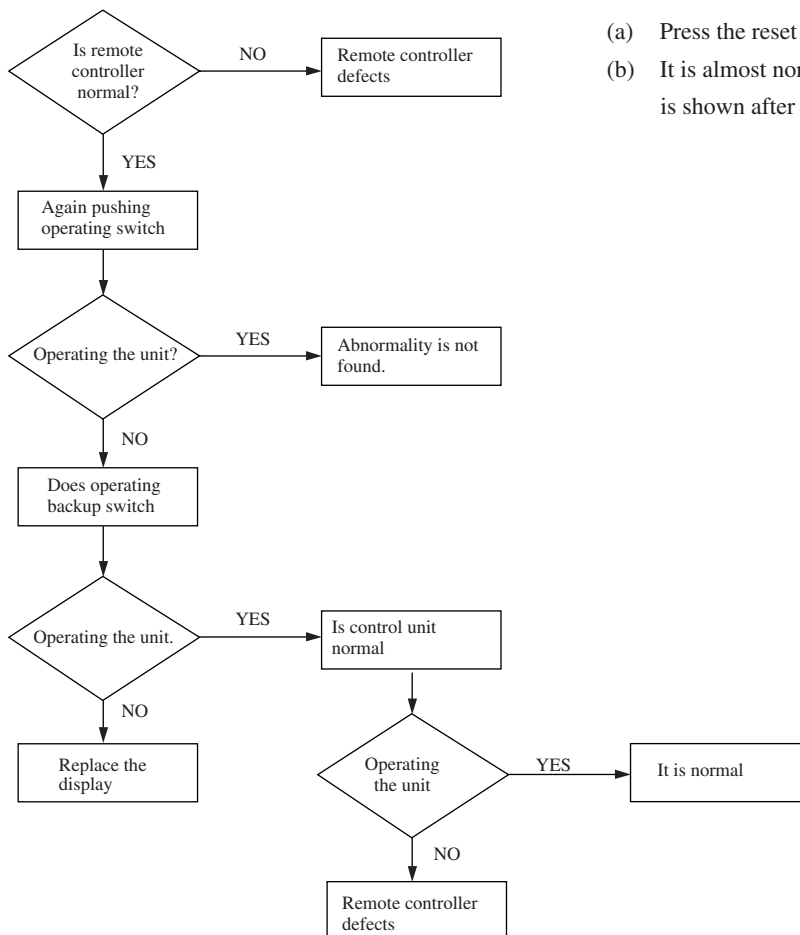 Is remote
controller
normal?
NO
Remote controller
defects
(a) Press the reset
(b) It is almost nor
is shown after
YES
Again pushing
operating switch
Operating the unit?
YES
Abnormality is not
found.
NO
Does operating
backup switch
Operating the unit.
YES
Is control unit
normal
NO
Replace the
display
Operating
the unit
YES
It is normal
NO
Remote controller
defects